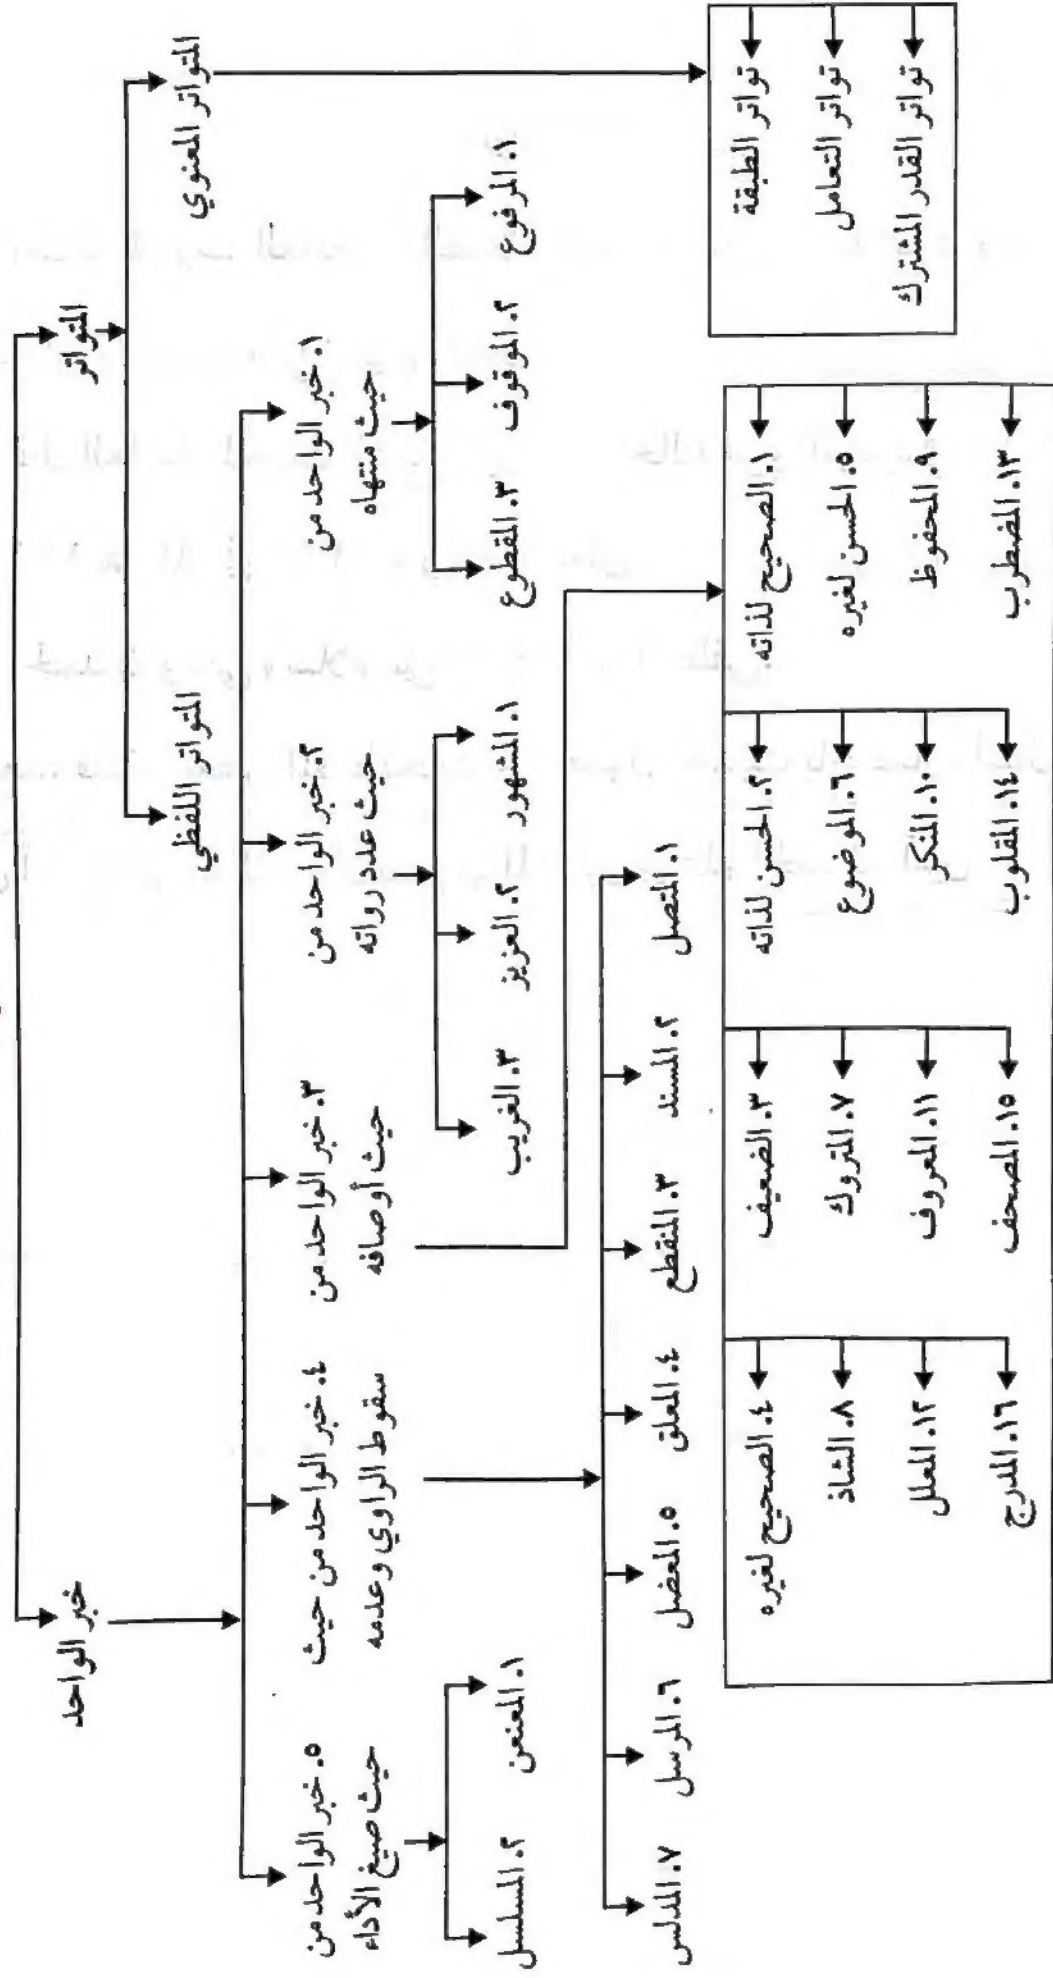 المتواتر
خبر الواحد
المتواتر المعنوي
المتواتر اللفظي
١. خبر الواحد من
حيث منتهاه
٢. خبر الواحد من
حيث عدد رواته
٣. خبر الواحد من
حيث أوصافه
٤. خبر الواحد من حيث
سقوط الراوي وعدمه
٥. خبر الواحد من
حيث صيغ الأداء
١. المرفوع
٢. الموقوف
٣. المقطوع
١. المشهور
٢. العزيز
٣. الغريب
١. المعنعن
٢. المسلسل
١. المتصل
٢. المسند
٣. المنقطع
٤. المعلق
٥. المعضل
٦. المرسل
٧. المدلس
تواتر الطبقة
تواتر التعامل
تواتر القدر المشترك
١. الصحيح لذاته
٢. الحسن لذاته
٣. الضعيف
٤. الصحيح لغيره
٥. الحسن لغيره
٦. الموضوع
٧. المتروك
٨. الشاذ
٩. المحفوظ
١٠. المنكر
١١. المعروف
١٢. المعلل
١٣. المضطرب
١٤. المقلوب
١٥. المصحف
١٦. المدرج